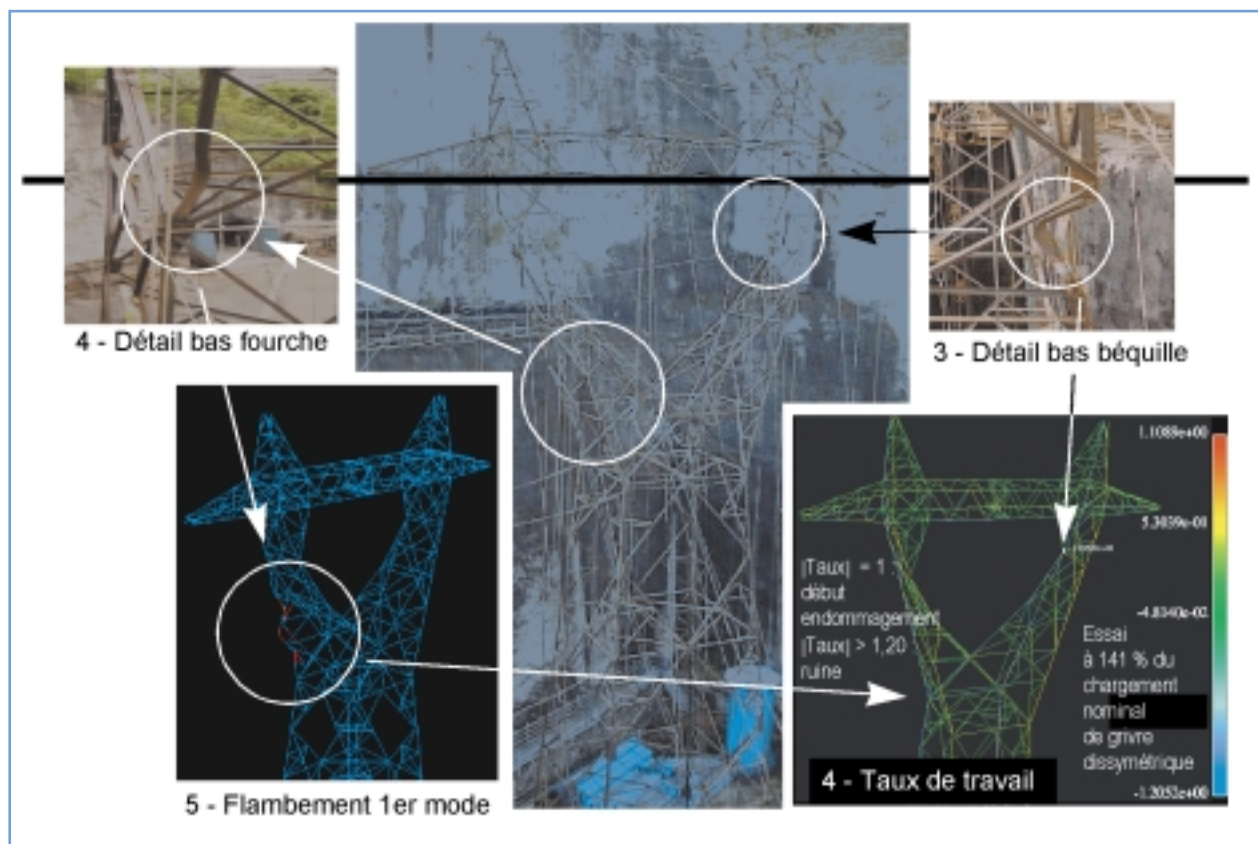 4 - Détail bas fourche
3 - Détail bas béquille
1.1088e+00
5.3039e-01
|Taux| = 1 :
début
endommagement
|Taux| > 1,20
ruine
-4.8340e-02
Essai
à 141 % du
chargement
nominal
de grivre
dissymétrique
4 - Taux de travail
-1.2052e+00
5 - Flambement 1er mode